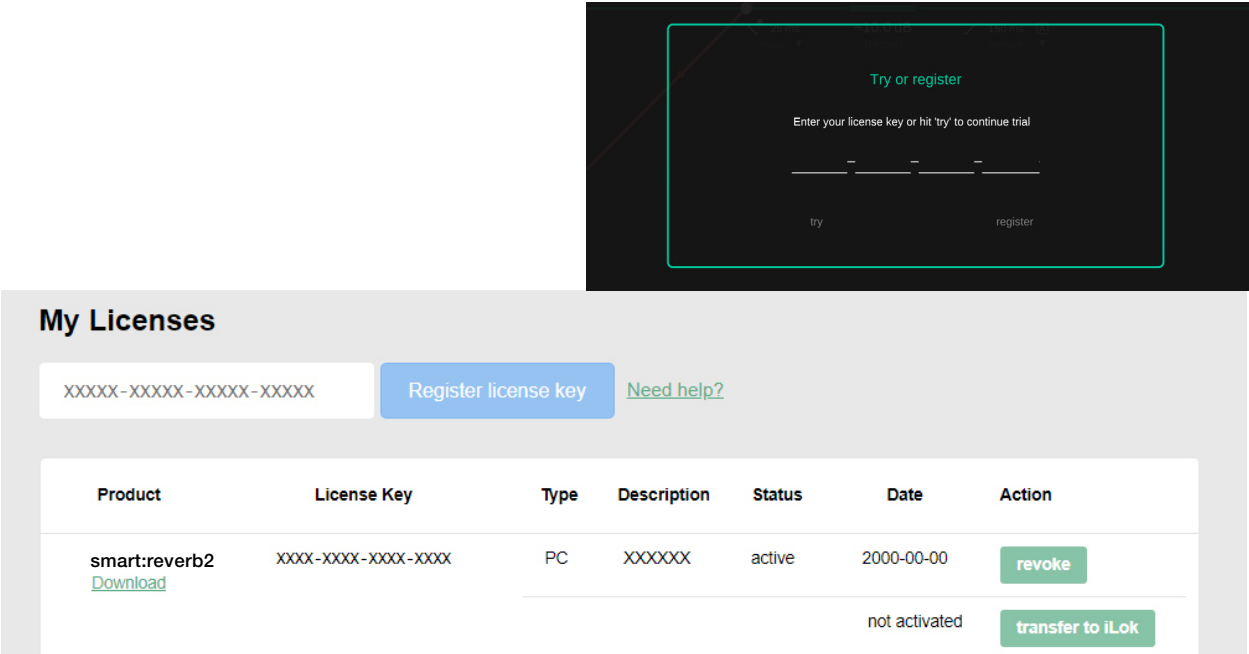 Try or register
Enter your license key or hit 'try' to continue trial
try register
My Licenses
XXXXX-XXXXX-XXXXX-XXXXX Register license key Need help?
Product License Key Type Description Status Date Action
smart:reverb2 XXXX-XXXX-XXXX-XXXX PC XXXXXX active 2000-00-00 revoke
Download
not activated transfer to iLok